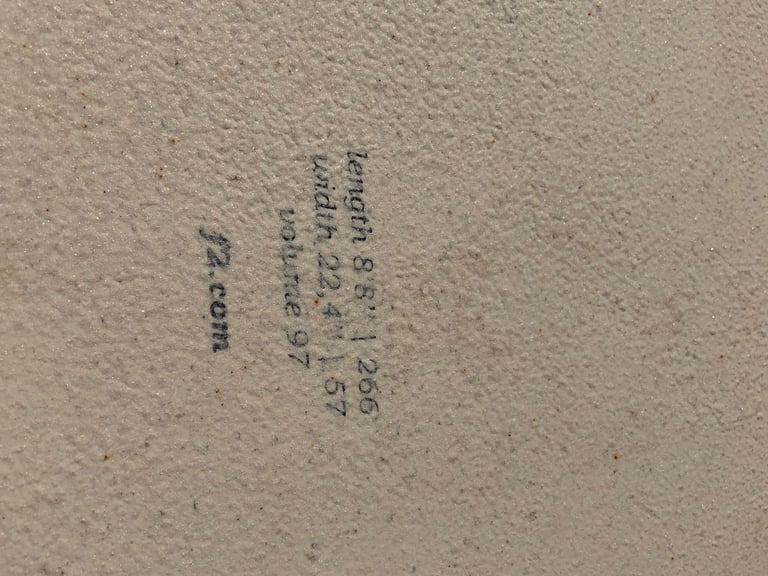 length 8'8" | 266
width 22,4" | 57
volume 97
f2.com